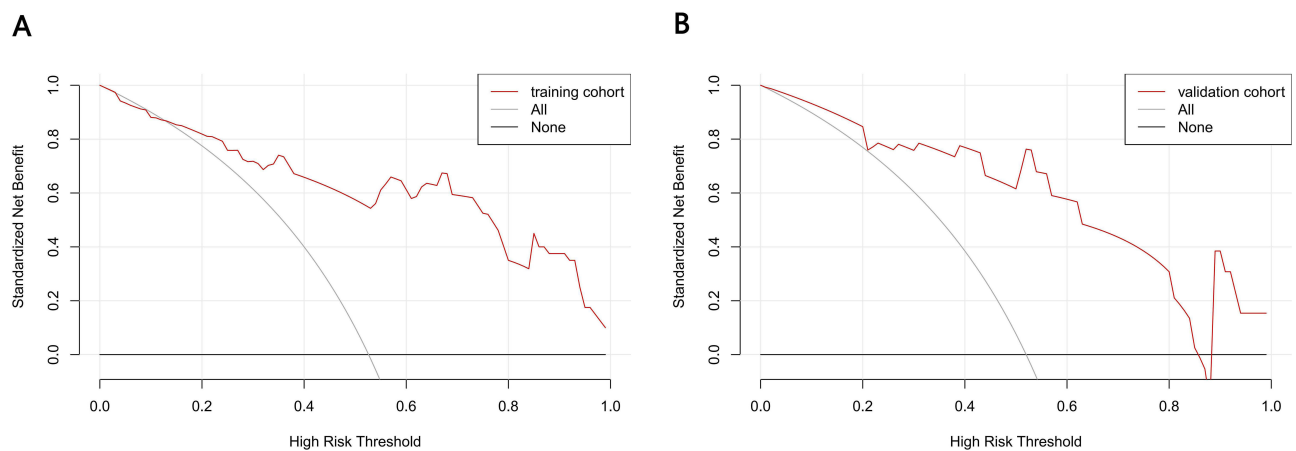 A
Standardized Net Benefit
1.0
0.8
0.6
0.4
0.2
0.0
training cohort
All
None
0.0 0.2 0.4 0.6 0.8 1.0
High Risk Threshold
B
Standardized Net Benefit
1.0
0.8
0.6
0.4
0.2
0.0
validation cohort
All
None
0.0 0.2 0.4 0.6 0.8 1.0
High Risk Threshold